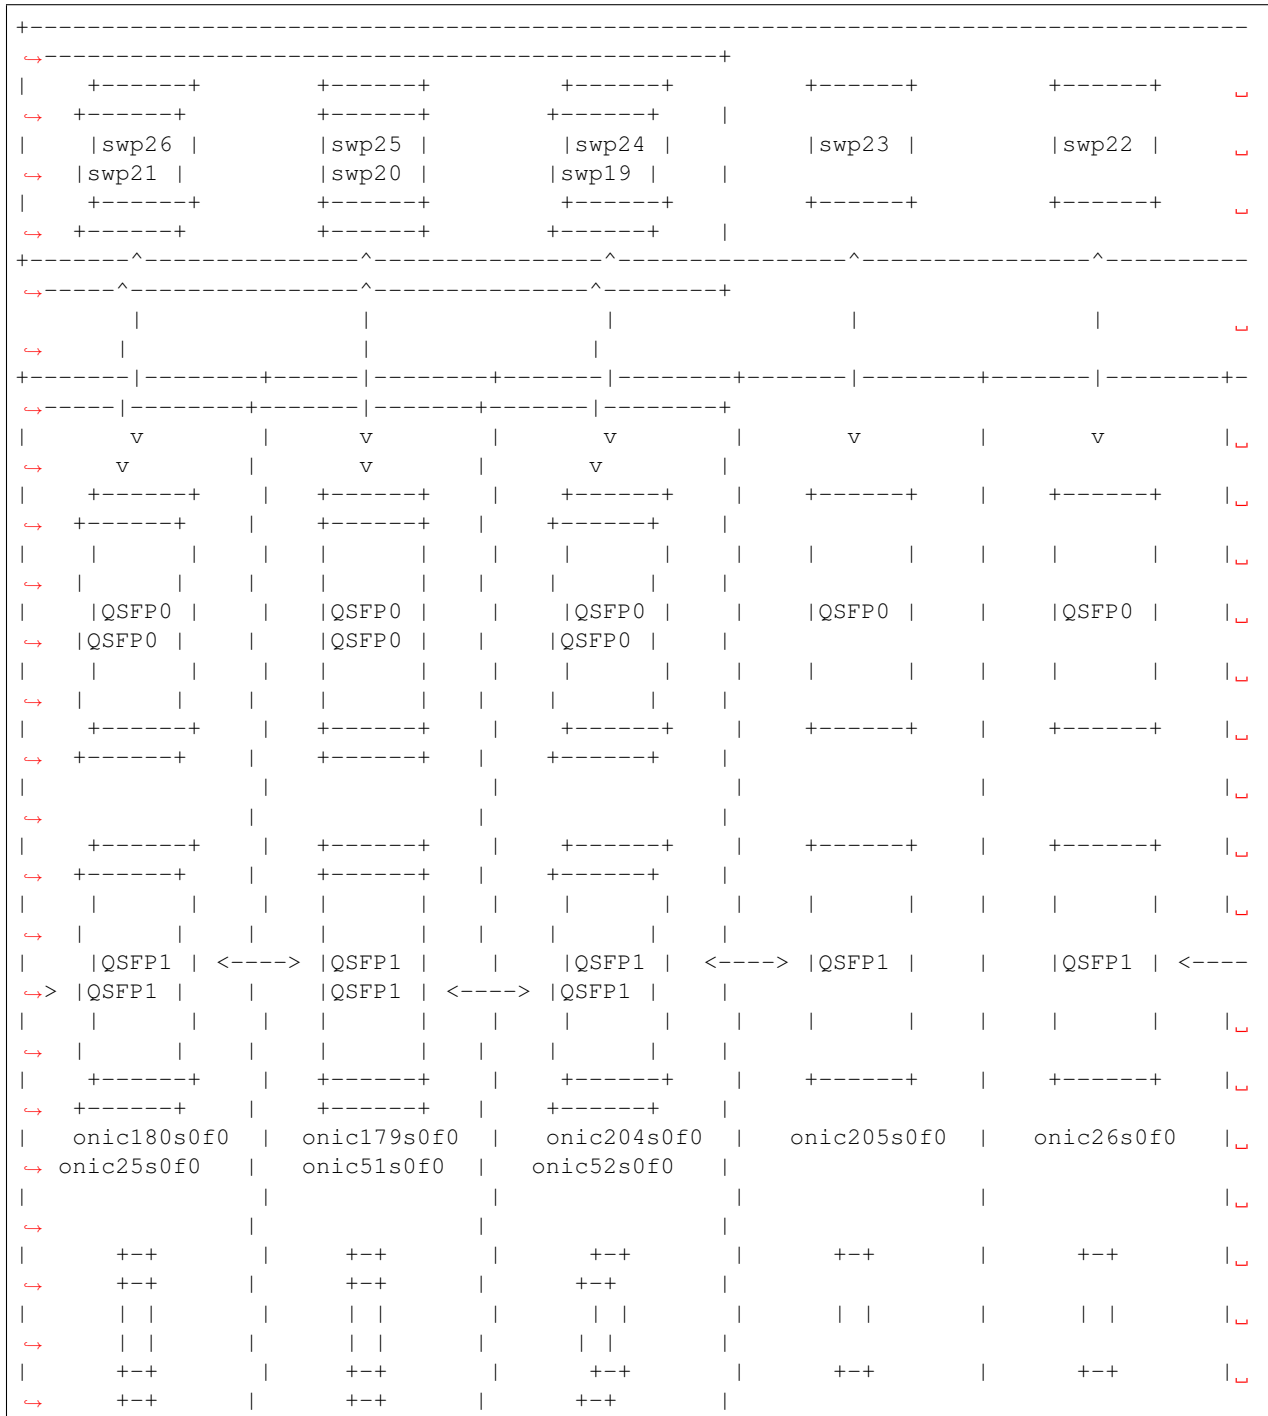 +------------------------------------------------------------------------------------
↪-----------------------------------------------+
|    +------+        +------+         +------+         +------+         +------+     ␣
↪  +------+         +------+        +------+    |
|    |swp26 |        |swp25 |         |swp24 |         |swp23 |         |swp22 |     ␣
↪  |swp21 |         |swp20 |        |swp19 |    |
|    +------+        +------+         +------+         +------+         +------+     ␣
↪  +------+         +------+        +------+    |
+-------^---------------^----------------^----------------^----------------^----------
↪-----^----------------^---------------^--------+
        |               |                |                |                |         ␣
↪     |                |               |
+-------|--------+------|--------+-------|--------+-------|--------+-------|--------+-
↪-----|--------+-------|-------+-------|--------+
|       v        |      v        |       v        |       v        |       v        |␣
↪     v        |       v       |       v        |
|    +------+    |   +------+    |    +------+    |    +------+    |    +------+    |␣
↪  +------+    |    +------+   |    +------+    |
|    |      |    |   |      |    |    |      |    |    |      |    |    |      |    |␣
↪  |      |    |    |      |   |    |      |    |
|    |QSFP0 |    |   |QSFP0 |    |    |QSFP0 |    |    |QSFP0 |    |    |QSFP0 |    |␣
↪  |QSFP0 |    |    |QSFP0 |   |    |QSFP0 |    |
|    |      |    |   |      |    |    |      |    |    |      |    |    |      |    |␣
↪  |      |    |    |      |   |    |      |    |
|    +------+    |   +------+    |    +------+    |    +------+    |    +------+    |␣
↪  +------+    |    +------+   |    +------+    |
|                |               |                |                |                |␣
↪              |               |                |
|    +------+    |   +------+    |    +------+    |    +------+    |    +------+    |␣
↪  +------+    |    +------+   |    +------+    |
|    |      |    |   |      |    |    |      |    |    |      |    |    |      |    |␣
↪  |      |    |    |      |   |    |      |    |
|    |QSFP1 | <----> |QSFP1 |    |    |QSFP1 |  <----> |QSFP1 |    |    |QSFP1 | <----
↪> |QSFP1 |    |    |QSFP1 | <----> |QSFP1 |    |
|    |      |    |   |      |    |    |      |    |    |      |    |    |      |    |␣
↪  |      |    |    |      |   |    |      |    |
|    +------+    |   +------+    |    +------+    |    +------+    |    +------+    |␣
↪  +------+    |    +------+   |    +------+    |
|   onic180s0f0  |  onic179s0f0  |   onic204s0f0  |   onic205s0f0  |   onic26s0f0   |␣
↪ onic25s0f0   |   onic51s0f0  |   onic52s0f0   |
|                |               |                |                |                |␣
↪              |               |                |
|      +-+       |     +-+       |      +-+       |      +-+       |      +-+       |␣
↪     +-+      |      +-+      |      +-+       |
|      | |       |     | |       |      | |       |      | |       |      | |       |␣
↪     | |      |      | |      |      | |       |
|      +-+       |     +-+       |      +-+       |      +-+       |      +-+       |␣
↪     +-+      |      +-+      |      +-+       |